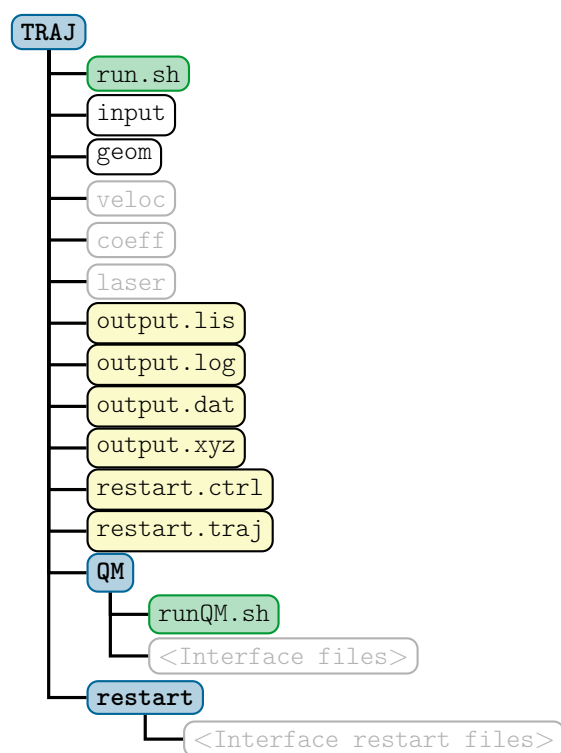 TRAJ
run.sh
input
geom
veloc
coeff
laser
output.lis
output.log
output.dat
output.xyz
restart.ctrl
restart.traj
QM
runQM.sh
<Interface files>
restart
<Interface restart files>